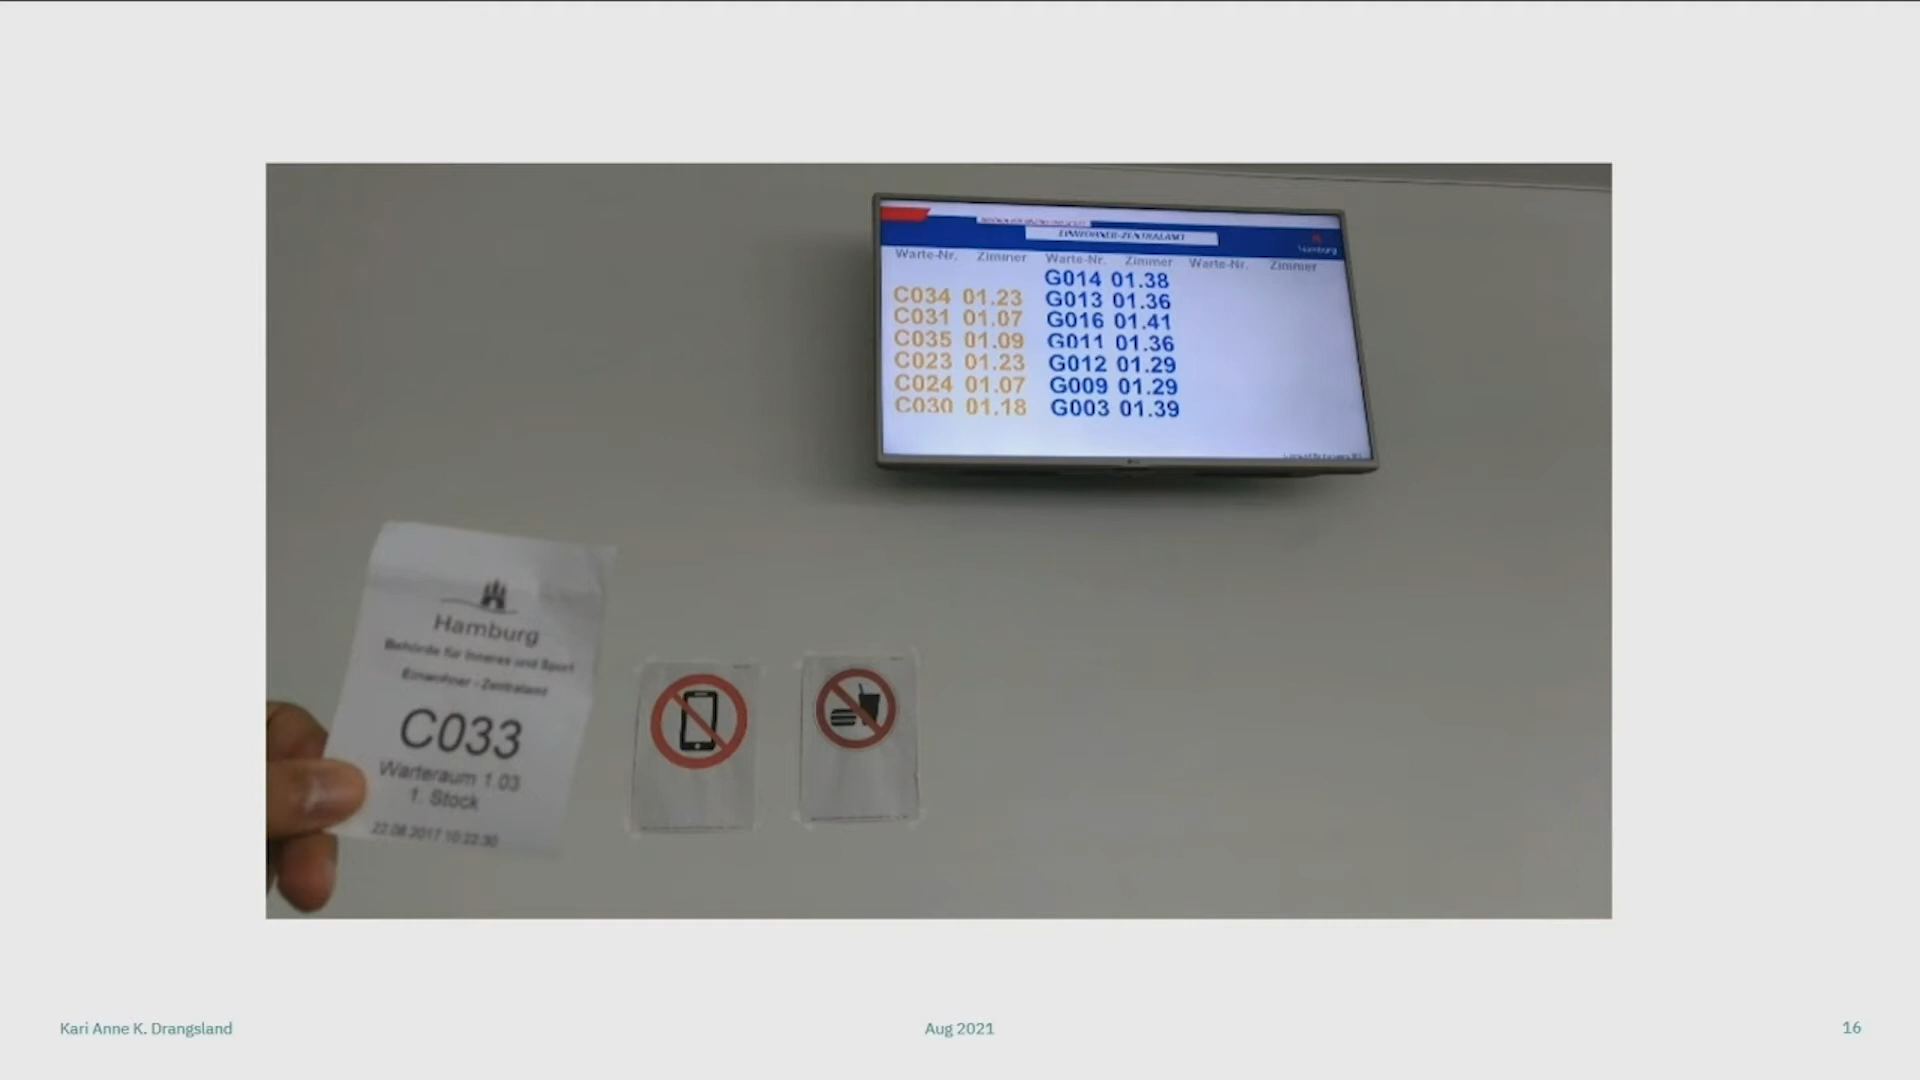 EINWOHNER-ZENTRALAMT
Hamburg
Warte-Nr. Zimmer Warte-Nr. Zimmer Warte-Nr. Zimmer
G014 01.38
C034 01.23 G013 01.36
C031 01.07 G016 01.41
C035 01.09 G011 01.36
C023 01.23 G012 01.29
C024 01.07 G009 01.29
C030 01.18 G003 01.39
Hamburg
Behörde für Inneres und Sport
Einwohner - Zentralamt
C033
Warteraum 1.03
1. Stock
22.08.2017 10:22:30
Kari Anne K. Drangsland
Aug 2021
16